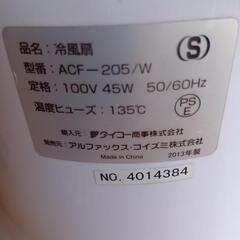 品名：冷風扇
Ⓢ
型番：ACF－205/W
定格：100V 45W 50/60Hz
温度ヒューズ：135℃
PS
E
輸入元：夢タイコー商事株式会社
発売元：アルファックス・コイズミ株式会社
Made in China
2013年製
NO. 4014384